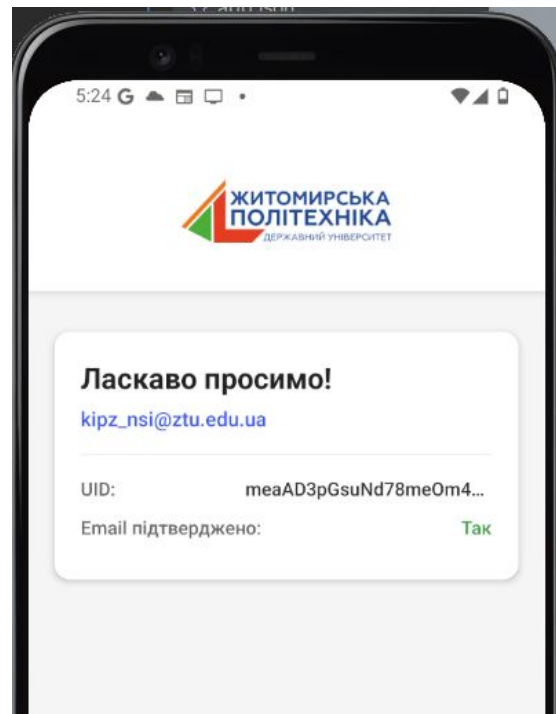 5:24 G
ЖИТОМИРСЬКА
ПОЛІТЕХНІКА
ДЕРЖАВНИЙ УНІВЕРСИТЕТ
Ласкаво просимо!
kipz_nsi@ztu.edu.ua
UID: meaAD3pGsuNd78meOm4...
Email підтверджено: Так